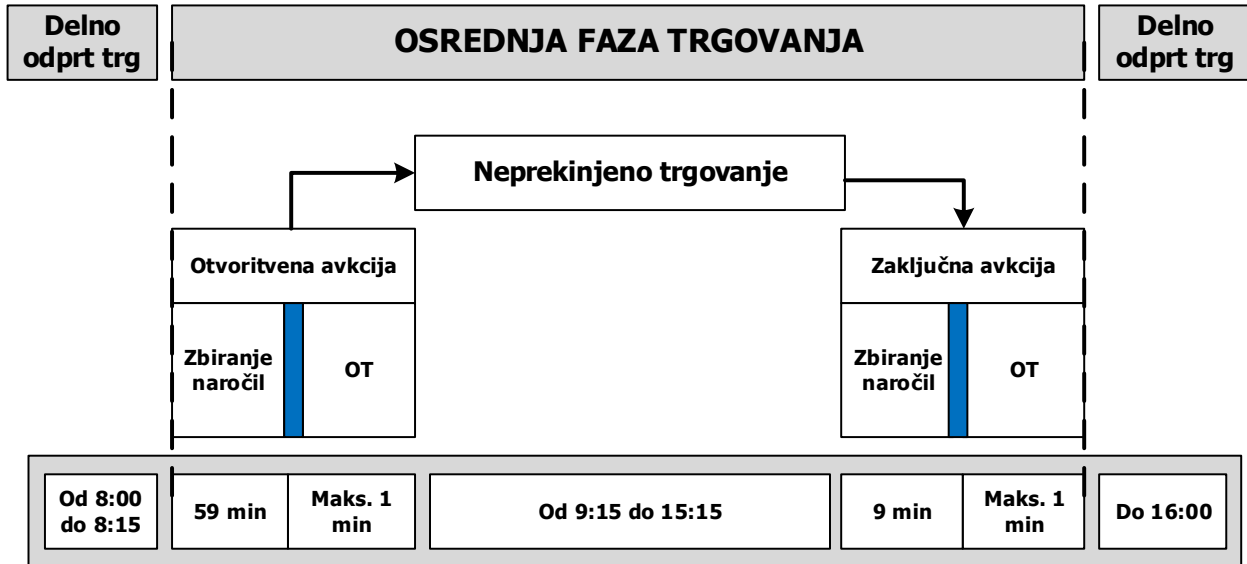 Delno
odprt trg
OSREDNJA FAZA TRGOVANJA
Delno
odprt trg
Neprekinjeno trgovanje
Otvoritvena avkcija
Zaključna avkcija
Zbiranje
naročil
OT
Zbiranje
naročil
OT
Od 8:00
do 8:15
59 min
Maks. 1
min
Od 9:15 do 15:15
9 min
Maks. 1
min
Do 16:00